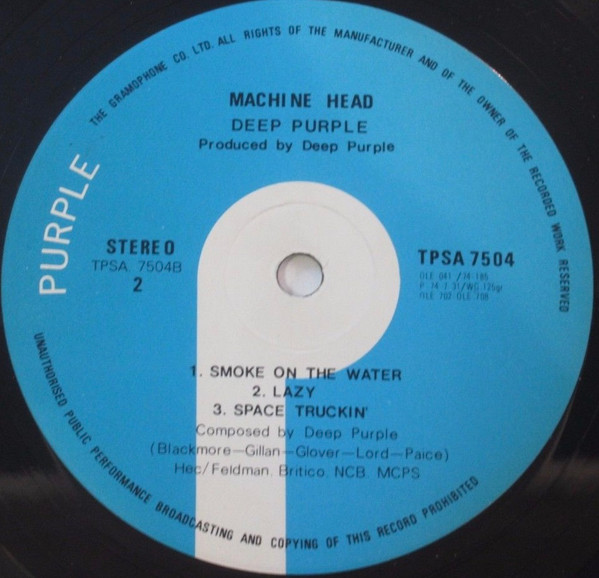 THE GRAMOPHONE CO. LTD. ALL RIGHTS OF THE MANUFACTURER AND OF THE OWNER OF THE RECORDED WORK RESERVED
MACHINE HEAD
DEEP PURPLE
Produced by Deep Purple
PURPLE
STEREO
TPSA. 7504B
2
TPSA 7504
1. SMOKE ON THE WATER
2. LAZY
3. SPACE TRUCKIN'
Composed by Deep Purple
(Blackmore—Gillan—Glover—Lord—Paice)
Hec/Feldman. Britico. NCB. MCPS
UNAUTHORISED PUBLIC PERFORMANCE BROADCASTING AND COPYING OF THIS RECORD PROHIBITED